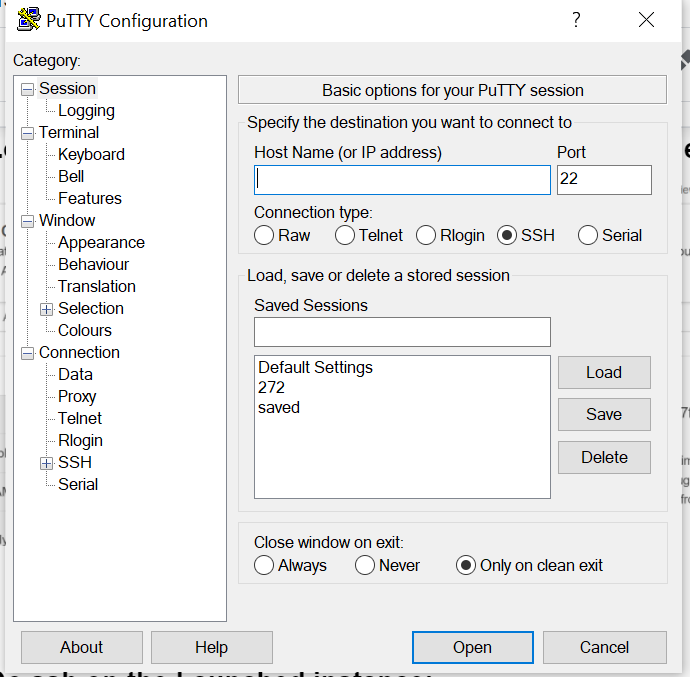 PuTTY Configuration
?
Category:
Session
Logging
Terminal
Keyboard
Bell
Features
Window
Appearance
Behaviour
Translation
Selection
Colours
Connection
Data
Proxy
Telnet
Rlogin
SSH
Serial
Basic options for your PuTTY session
Specify the destination you want to connect to
Host Name (or IP address) Port
22
Connection type:
Raw Telnet Rlogin SSH Serial
Load, save or delete a stored session
Saved Sessions
Default Settings
272
saved
Load
Save
Delete
Close window on exit:
Always Never Only on clean exit
About Help Open Cancel